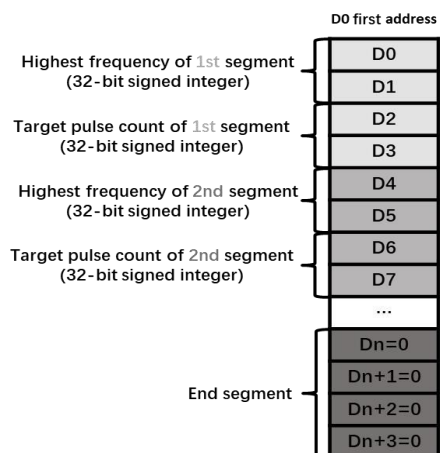 D0 first address
Highest frequency of 1st segment
(32-bit signed integer)
D0
D1
Target pulse count of 1st segment
(32-bit signed integer)
D2
D3
Highest frequency of 2nd segment
(32-bit signed integer)
D4
D5
Target pulse count of 2nd segment
(32-bit signed integer)
D6
D7
...
End segment
Dn=0
Dn+1=0
Dn+2=0
Dn+3=0